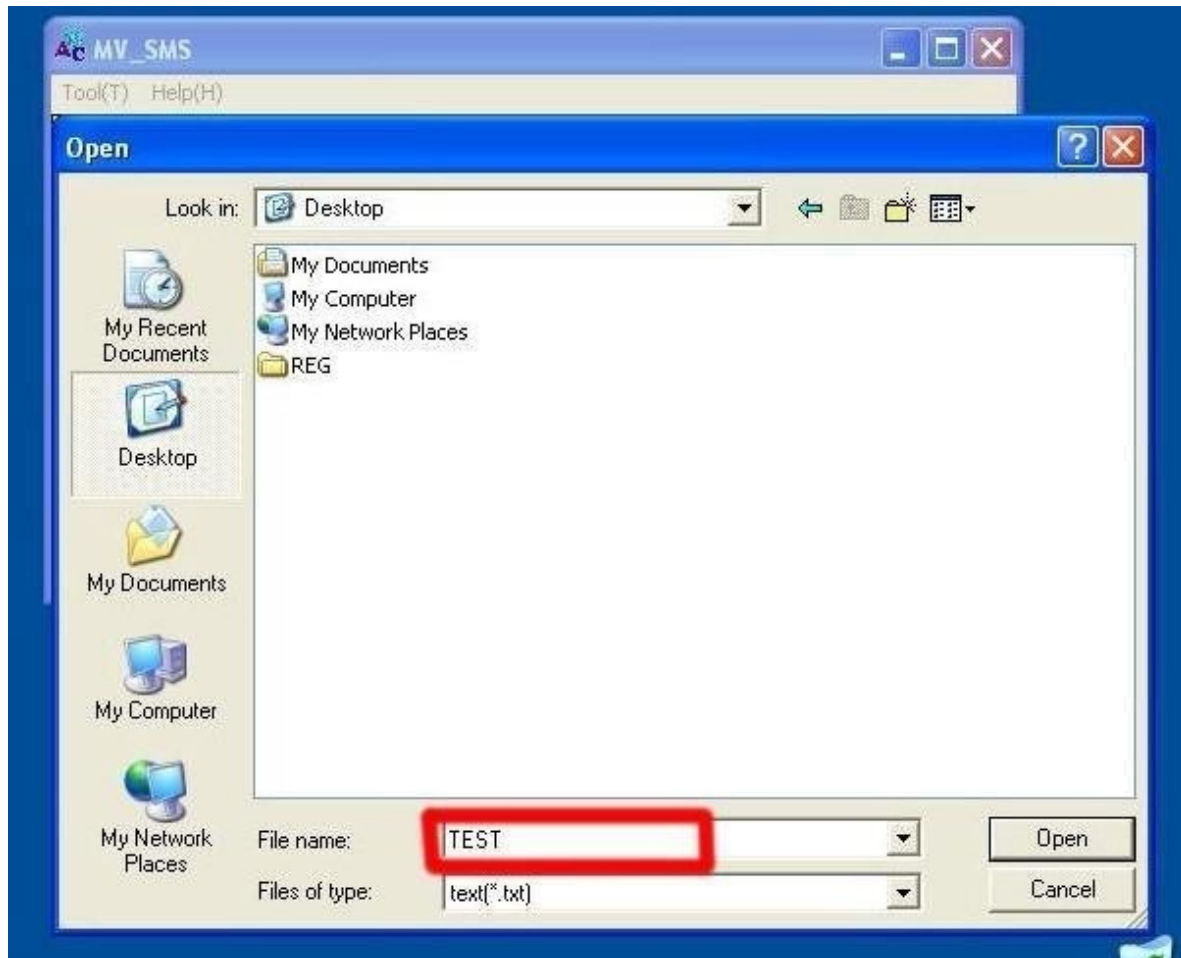 MV_SMS
Tool(T) Help(H)
Open
Look in: Desktop
My Documents
My Computer
My Network Places
REG
My Recent
Documents
Desktop
My Documents
My Computer
My Network
Places
File name: TEST Open
Files of type: text(*.txt) Cancel